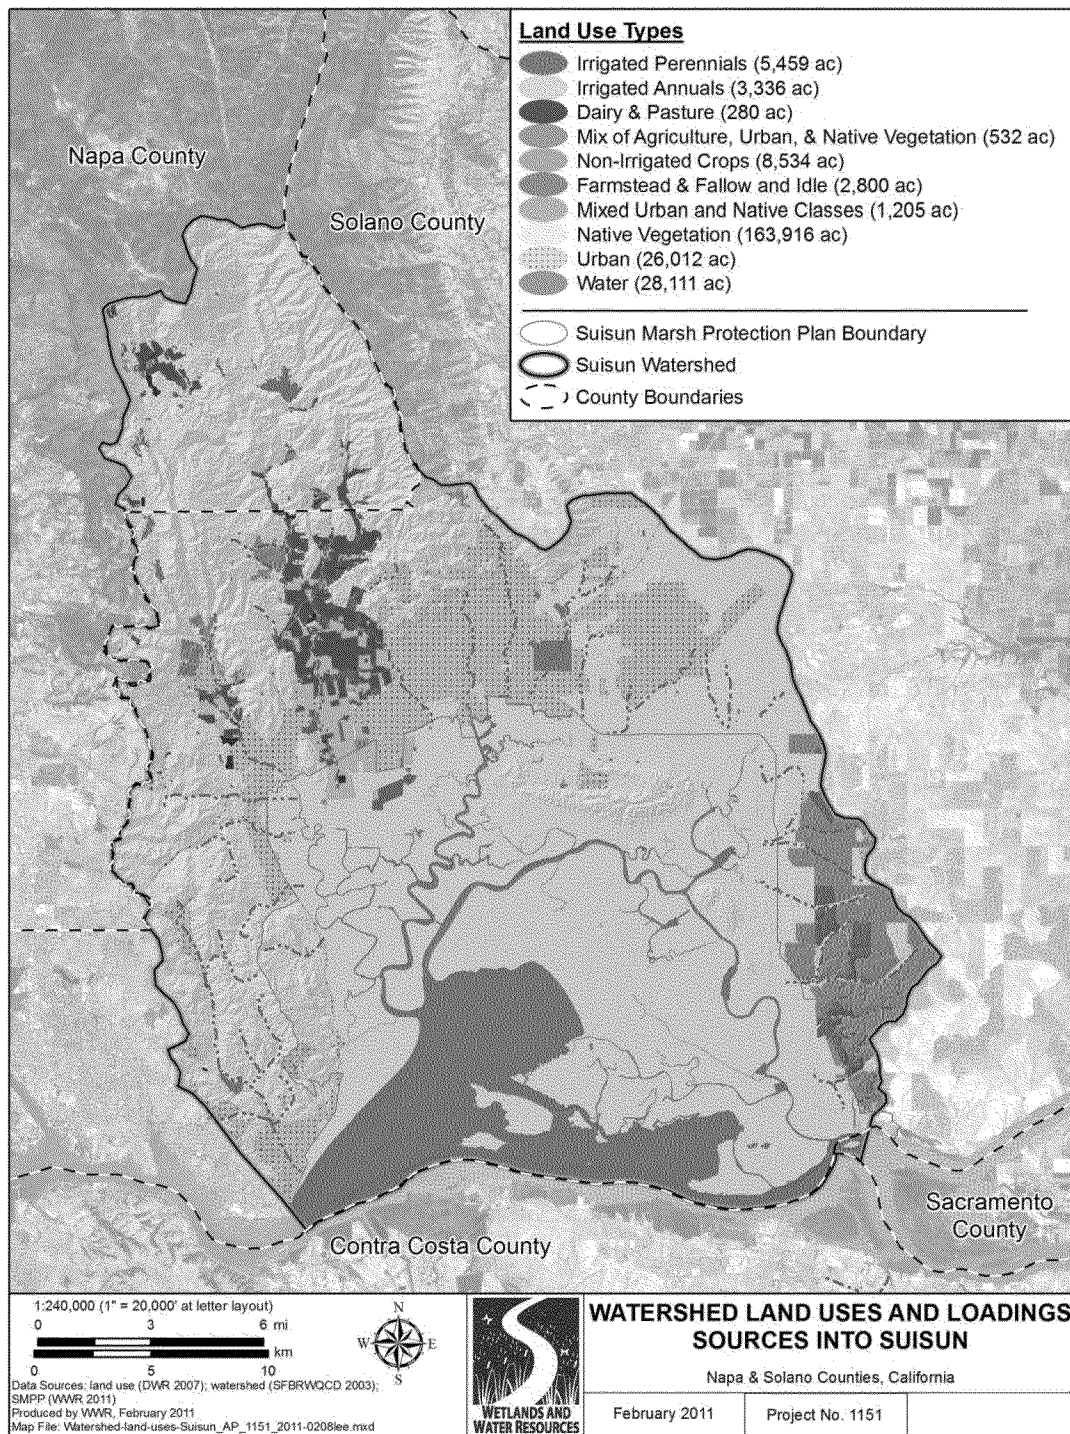 Land Use Types
Irrigated Perennials (5,459 ac)
Irrigated Annuals (3,336 ac)
Dairy & Pasture (280 ac)
Mix of Agriculture, Urban, & Native Vegetation (532 ac)
Non-Irrigated Crops (8,534 ac)
Farmstead & Fallow and Idle (2,800 ac)
Mixed Urban and Native Classes (1,205 ac)
Native Vegetation (163,916 ac)
Urban (26,012 ac)
Water (28,111 ac)
Suisun Marsh Protection Plan Boundary
Suisun Watershed
County Boundaries
Napa County
Solano County
Sacramento
County
Contra Costa County
1:240,000 (1" = 20,000' at letter layout)
0 3 6 mi
km
0 5 10
N
W E
S
Data Sources: land use (DWR 2007); watershed (SFBRWQCD 2003);
SMPP (WWR 2011)
Produced by WWR, February 2011
Map File: Watershed-land-uses-Suisun_AP_1151_2011-0208lee.mxd
WETLANDS AND
WATER RESOURCES
WATERSHED LAND USES AND LOADINGS
SOURCES INTO SUISUN
Napa & Solano Counties, California
February 2011
Project No. 1151